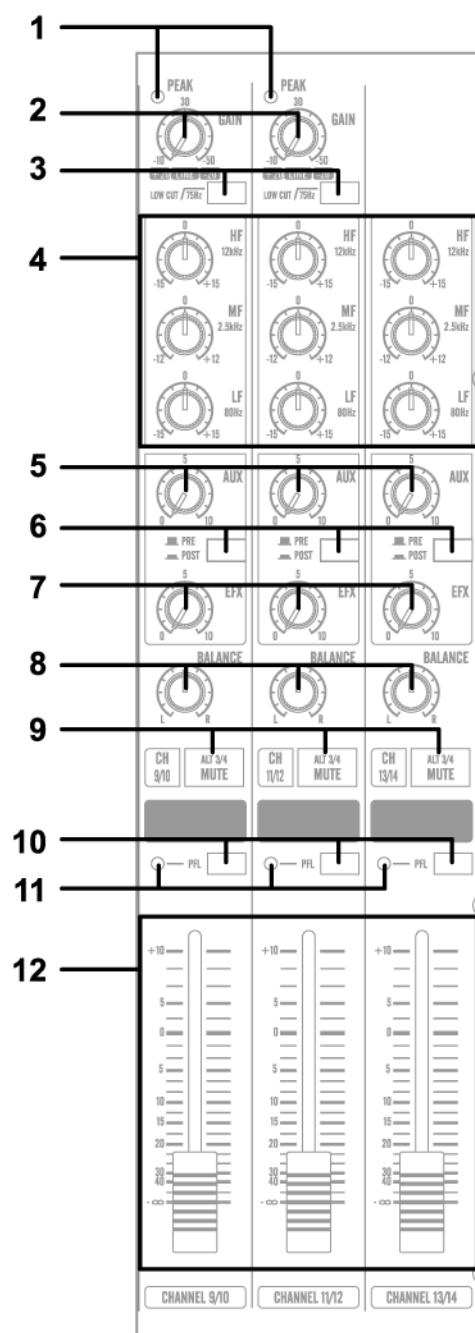 1
PEAK PEAK
30 30
2 GAIN GAIN
-10 -50 -10 -50
+20 LINE -20 +20 LINE -20
3
LOW CUT 75Hz LOW CUT 75Hz
4
0 0 0
HF HF HF
12kHz 12kHz 12kHz
-15 +15 -15 +15 -15 +15
0 0 0
MF MF MF
2.5kHz 2.5kHz 2.5kHz
-12 +12 -12 +12 -12 +12
0 0 0
LF LF LF
80Hz 80Hz 80Hz
-15 +15 -15 +15 -15 +15
5
5 5 5
AUX AUX AUX
0 10 0 10 0 10
6
PRE PRE PRE
POST POST POST
7
5 5 5
EFX EFX EFX
0 10 0 10 0 10
8
BALANCE BALANCE BALANCE
L R L R L R
9
CH 9/10 ALT 3/4 MUTE CH 11/12 ALT 3/4 MUTE CH 13/14 ALT 3/4 MUTE
10
11 PFL PFL PFL
12
+10 +10 +10
5 5 5
0 0 0
5 5 5
10 10 10
15 15 15
20 20 20
30 30 30
40 40 40
-∞ -∞ -∞
CHANNEL 9/10 CHANNEL 11/12 CHANNEL 13/14